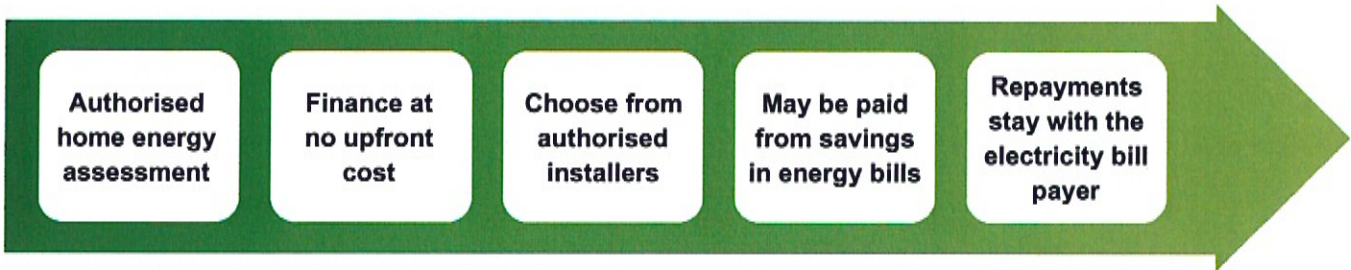 Authorised
home energy
assessment
Finance at
no upfront
cost
Choose from
authorised
installers
May be paid
from savings
in energy bills
Repayments
stay with the
electricity bill
payer